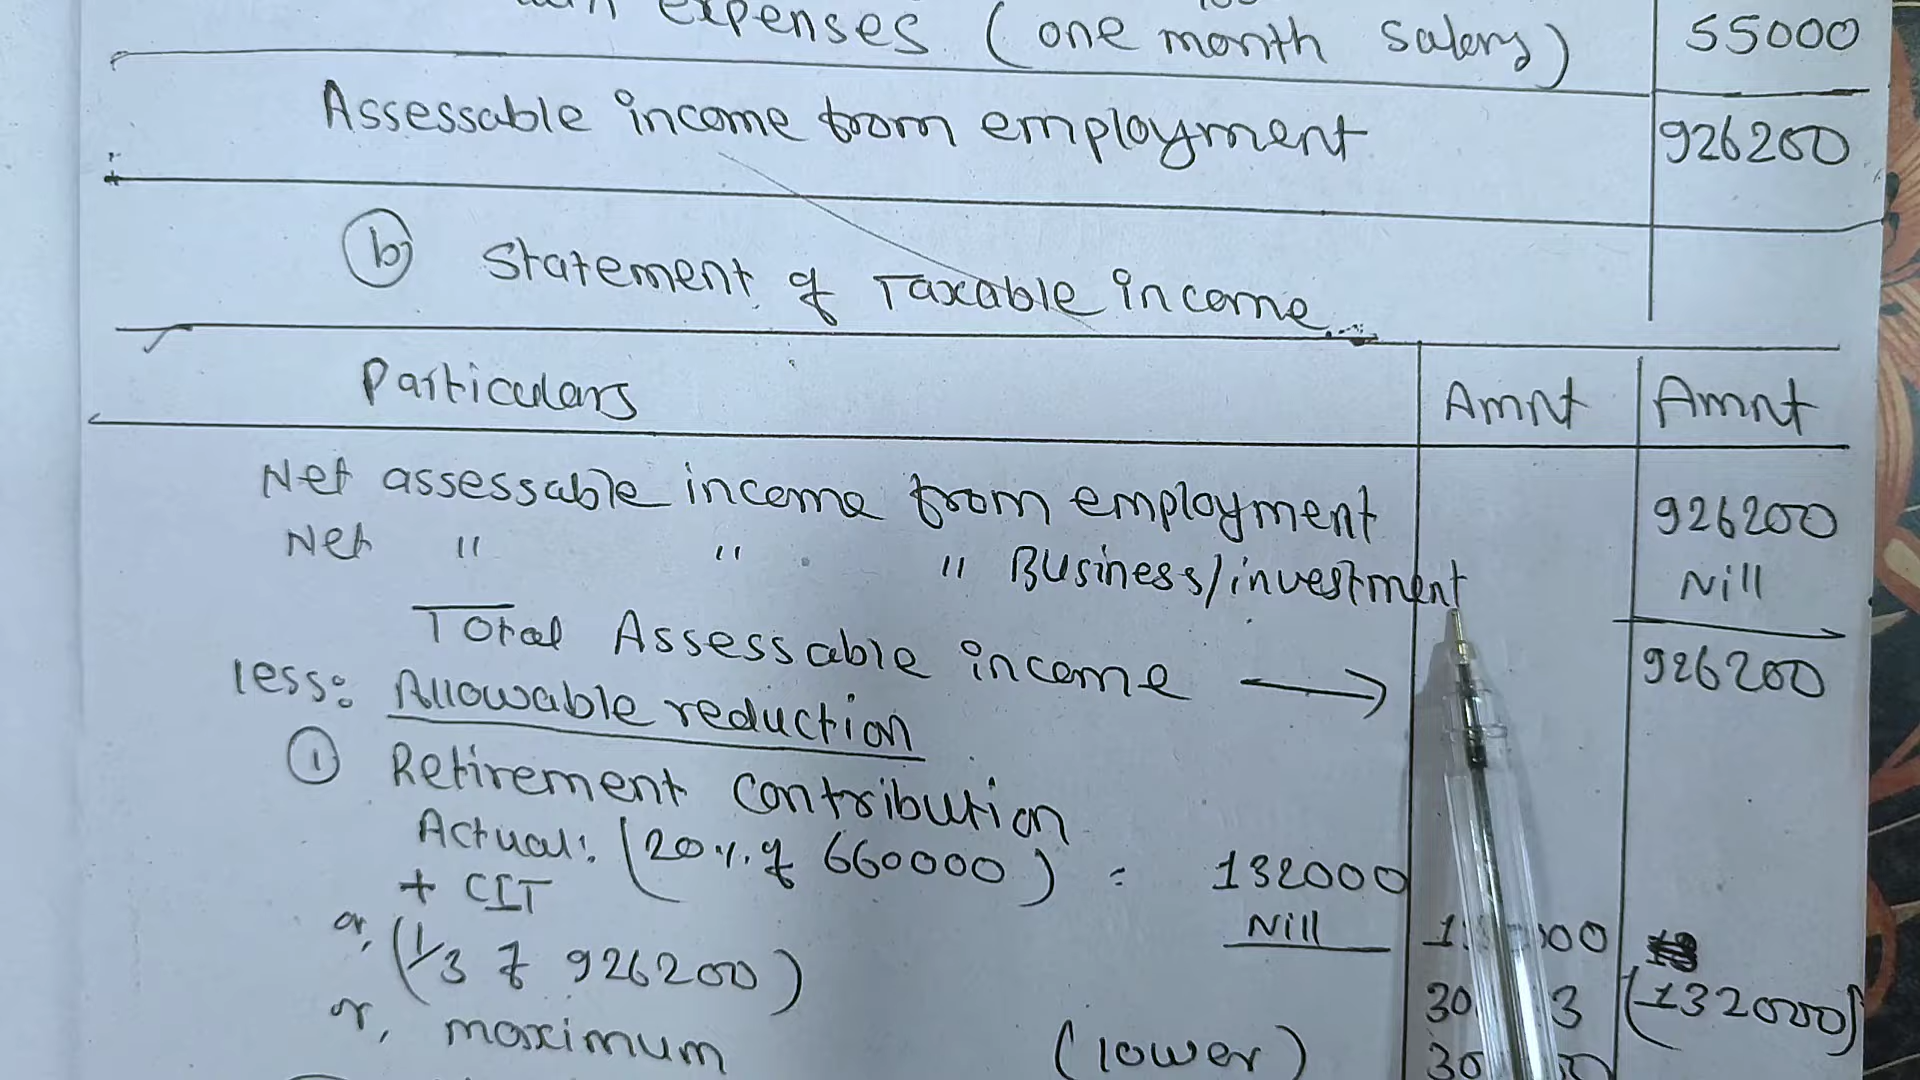 expenses (one month salary) 55000
Assessable income from employment 926200
(b) Statement of Taxable income
Particulars Amnt Amnt
Net assessable income from employment 926200
Net " " " Business/investment Nill
Total Assessable income → 926200
less: Allowable reduction
(1) Retirement contribution
Actual: (20% of 660000) = 132000
+ CIT Nill
or, (1/3 of 926200) (132000)
or, maximum (lower)